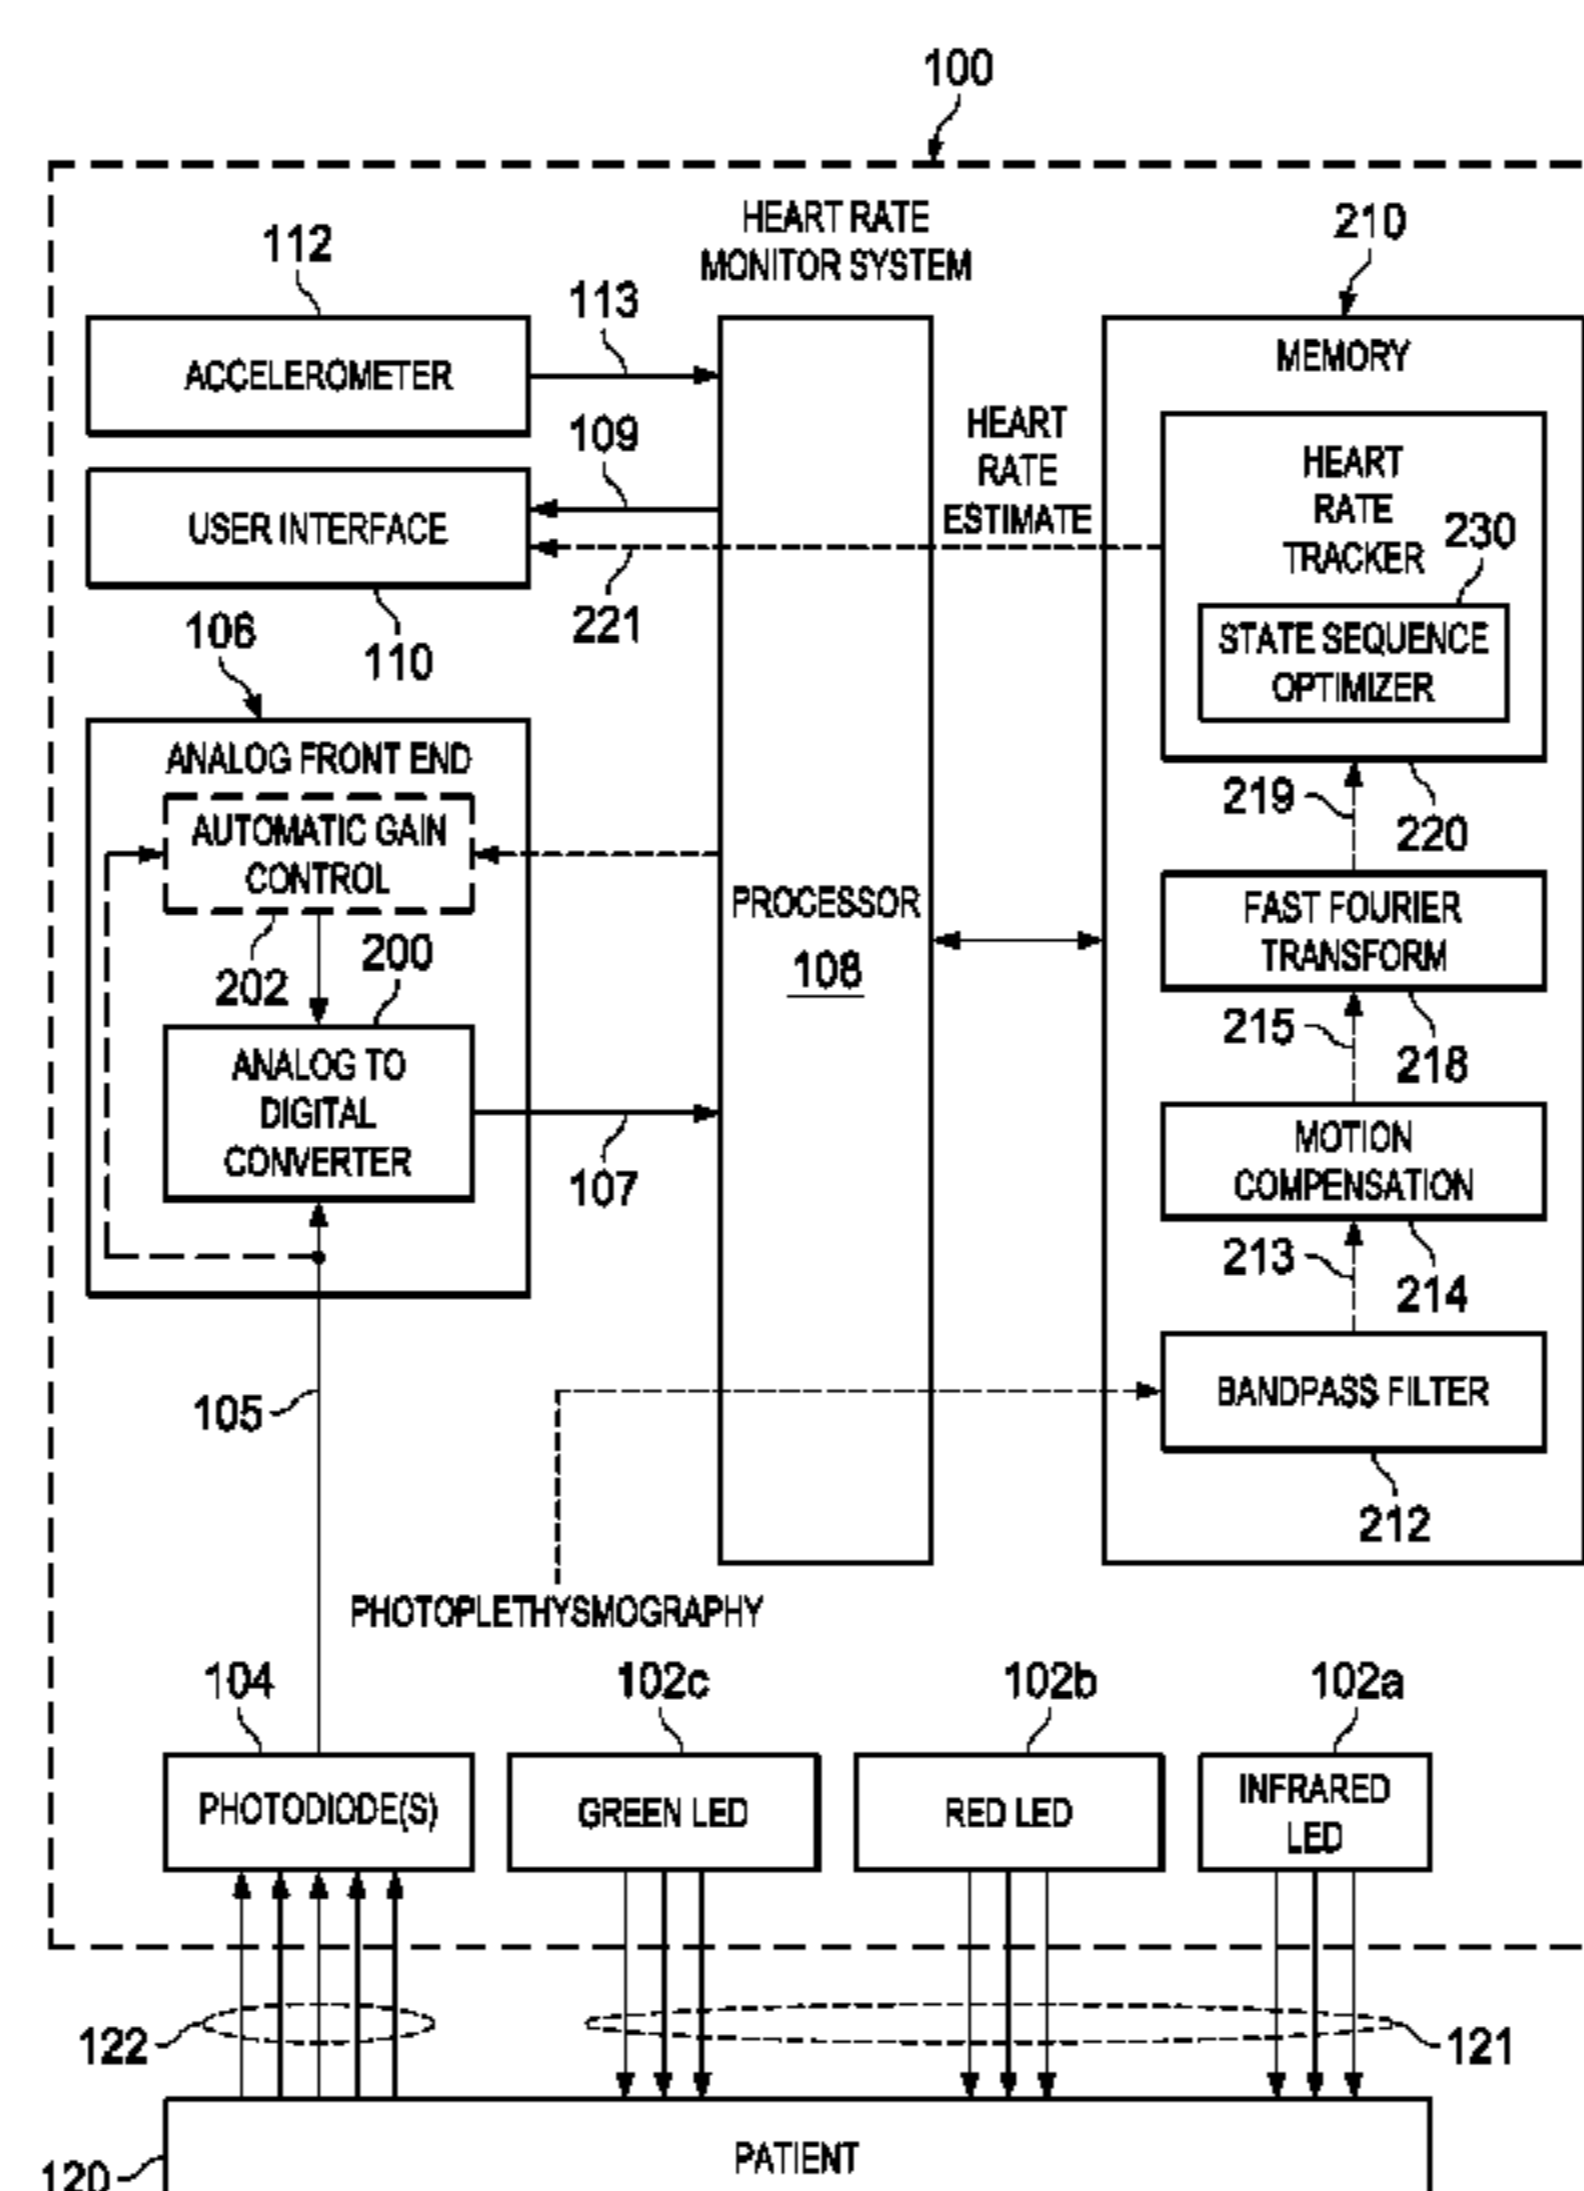 100
HEART RATE
MONITOR SYSTEM
112
113
210
ACCELEROMETER
MEMORY
109
HEART
RATE
ESTIMATE
USER INTERFACE
HEART
RATE
TRACKER
230
221
STATE SEQUENCE
OPTIMIZER
106
110
ANALOG FRONT END
AUTOMATIC GAIN
CONTROL
219
220
PROCESSOR
108
FAST FOURIER
TRANSFORM
202
200
215
218
ANALOG TO
DIGITAL
CONVERTER
107
MOTION
COMPENSATION
213
214
105
BANDPASS FILTER
212
PHOTOPLETHYSMOGRAPHY
104
102c
102b
102a
PHOTODIODE(S)
GREEN LED
RED LED
INFRARED
LED
122
121
PATIENT
120